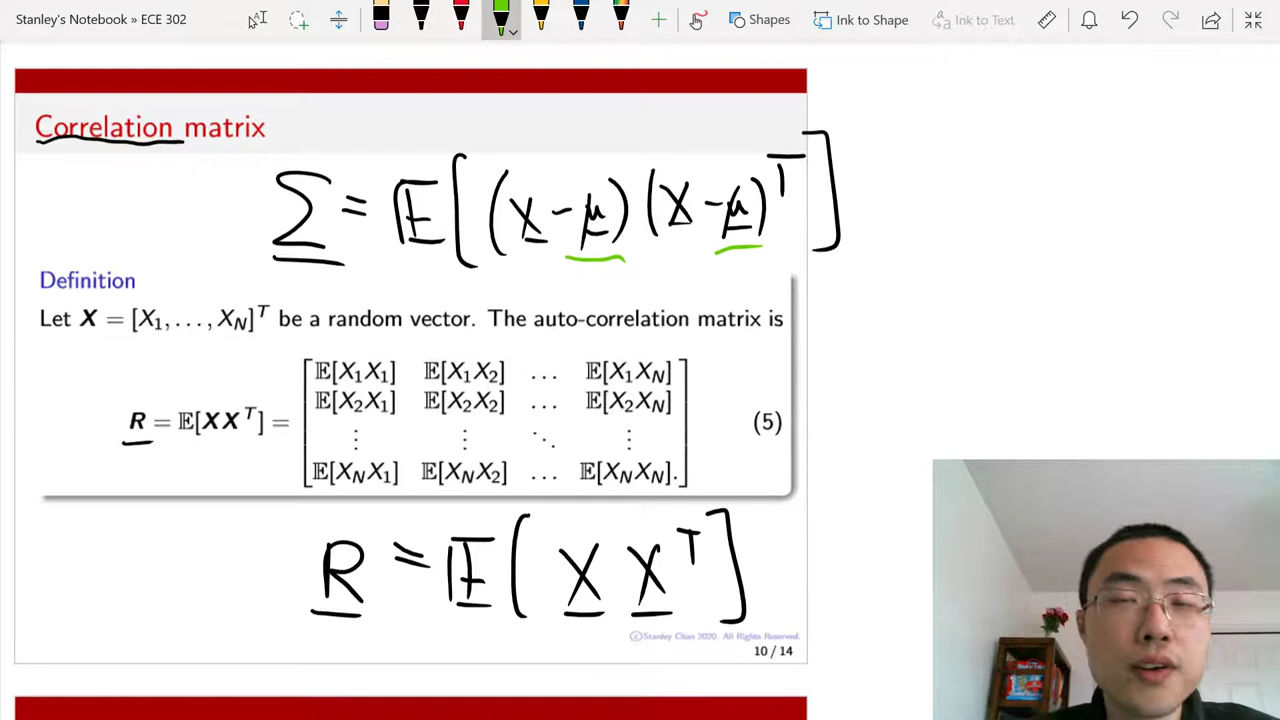 Stanley's Notebook » ECE 302
Shapes
Ink to Shape
Ink to Text
Correlation matrix
Σ = 𝔼[(X - μ)(X - μ)^T]
Definition
Let X = [X₁, . . . , X_N]^T be a random vector. The auto-correlation matrix is
R = 𝔼[XX^T] =
𝔼[X₁X₁] 𝔼[X₁X₂] . . . 𝔼[X₁X_N]
𝔼[X₂X₁] 𝔼[X₂X₂] . . . 𝔼[X₂X_N]
⋮ ⋮ ⋱ ⋮
𝔼[X_NX₁] 𝔼[X_NX₂] . . . 𝔼[X_NX_N].
(5)
R = 𝔼[X X^T]
©Stanley Chan 2020. All Rights Reserved.
10 / 14